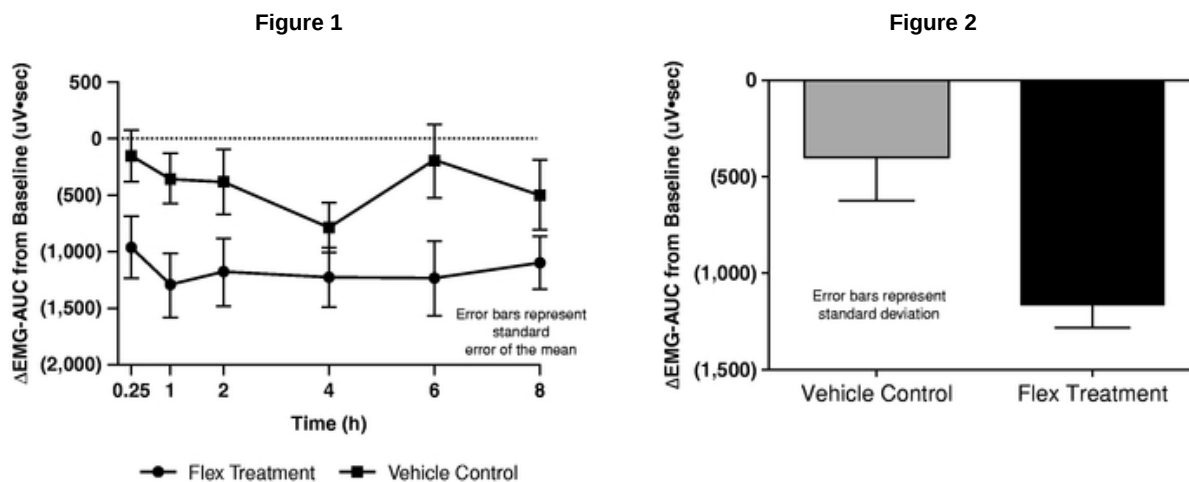 Figure 1
ΔEMG-AUC from Baseline (uV•sec)
500
0
(500)
(1,000)
(1,500)
(2,000)
Error bars represent
standard
error of the mean
0.25 1 2 4 6 8
Time (h)
Flex Treatment Vehicle Control
Figure 2
ΔEMG-AUC from Baseline (uV•sec)
0
(500)
(1,000)
(1,500)
Error bars represent
standard deviation
Vehicle Control Flex Treatment